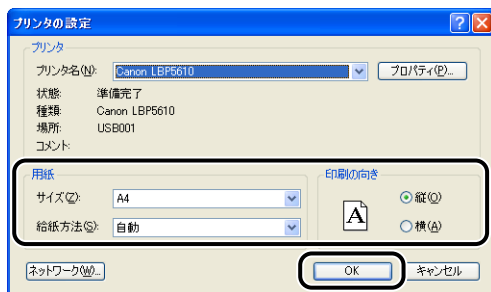 プリンタの設定
プリンタ
プリンタ名(N): Canon LBP5610 プロパティ(P)...
状態: 準備完了
種類: Canon LBP5610
場所: USB001
コメント:
用紙
サイズ(Z): A4
給紙方法(S): 自動
印刷の向き
A
縦(O)
横(A)
ネットワーク(W)... OK キャンセル